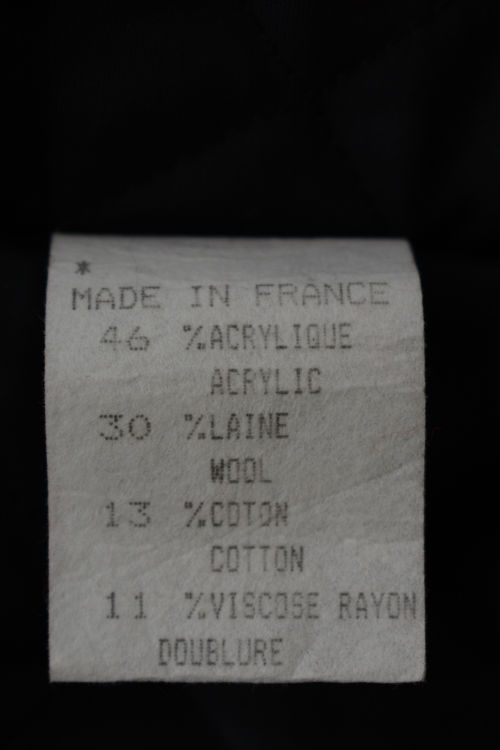 *
MADE IN FRANCE
46 % ACRYLIQUE
ACRYLIC
30 % LAINE
WOOL
13 % COTON
COTTON
11 % VISCOSE RAYON
DOUBLURE